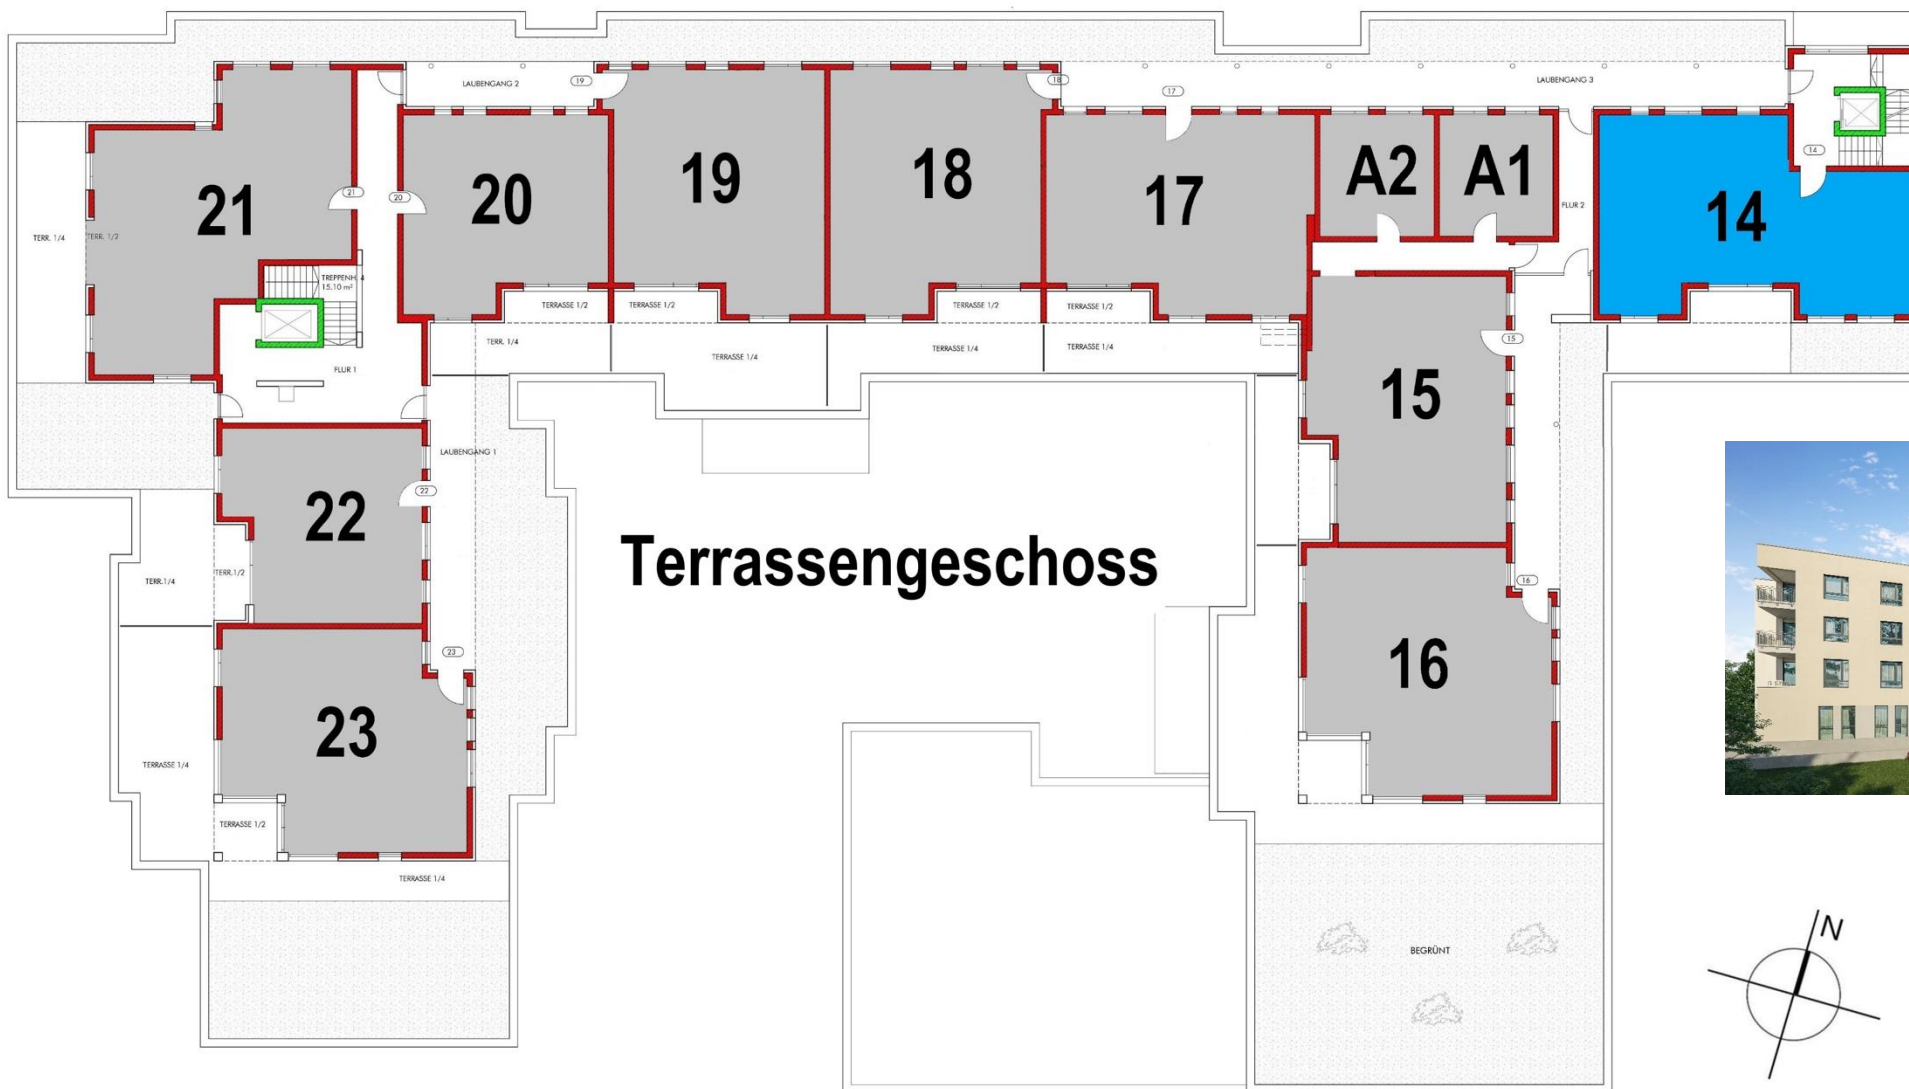 LAUBENGANG 2
19
18
17
LAUBENGANG 3
14
21
20
19
18
17
A2
A1
14
21
20
FLUR 2
TERR. 1/4
TERR. 1/2
TREPPENH. 4
15.10 m²
TERRASSE 1/2
TERRASSE 1/2
TERRASSE 1/2
TERRASSE 1/2
TERR. 1/4
TERRASSE 1/4
TERRASSE 1/4
TERRASSE 1/4
FLUR 1
15
15
LAUBENGANG 1
22
22
Terrassengeschoss
TERR.1/4
TERR.1/2
16
16
23
23
TERRASSE 1/4
TERRASSE 1/2
TERRASSE 1/4
BEGRÜNT
N